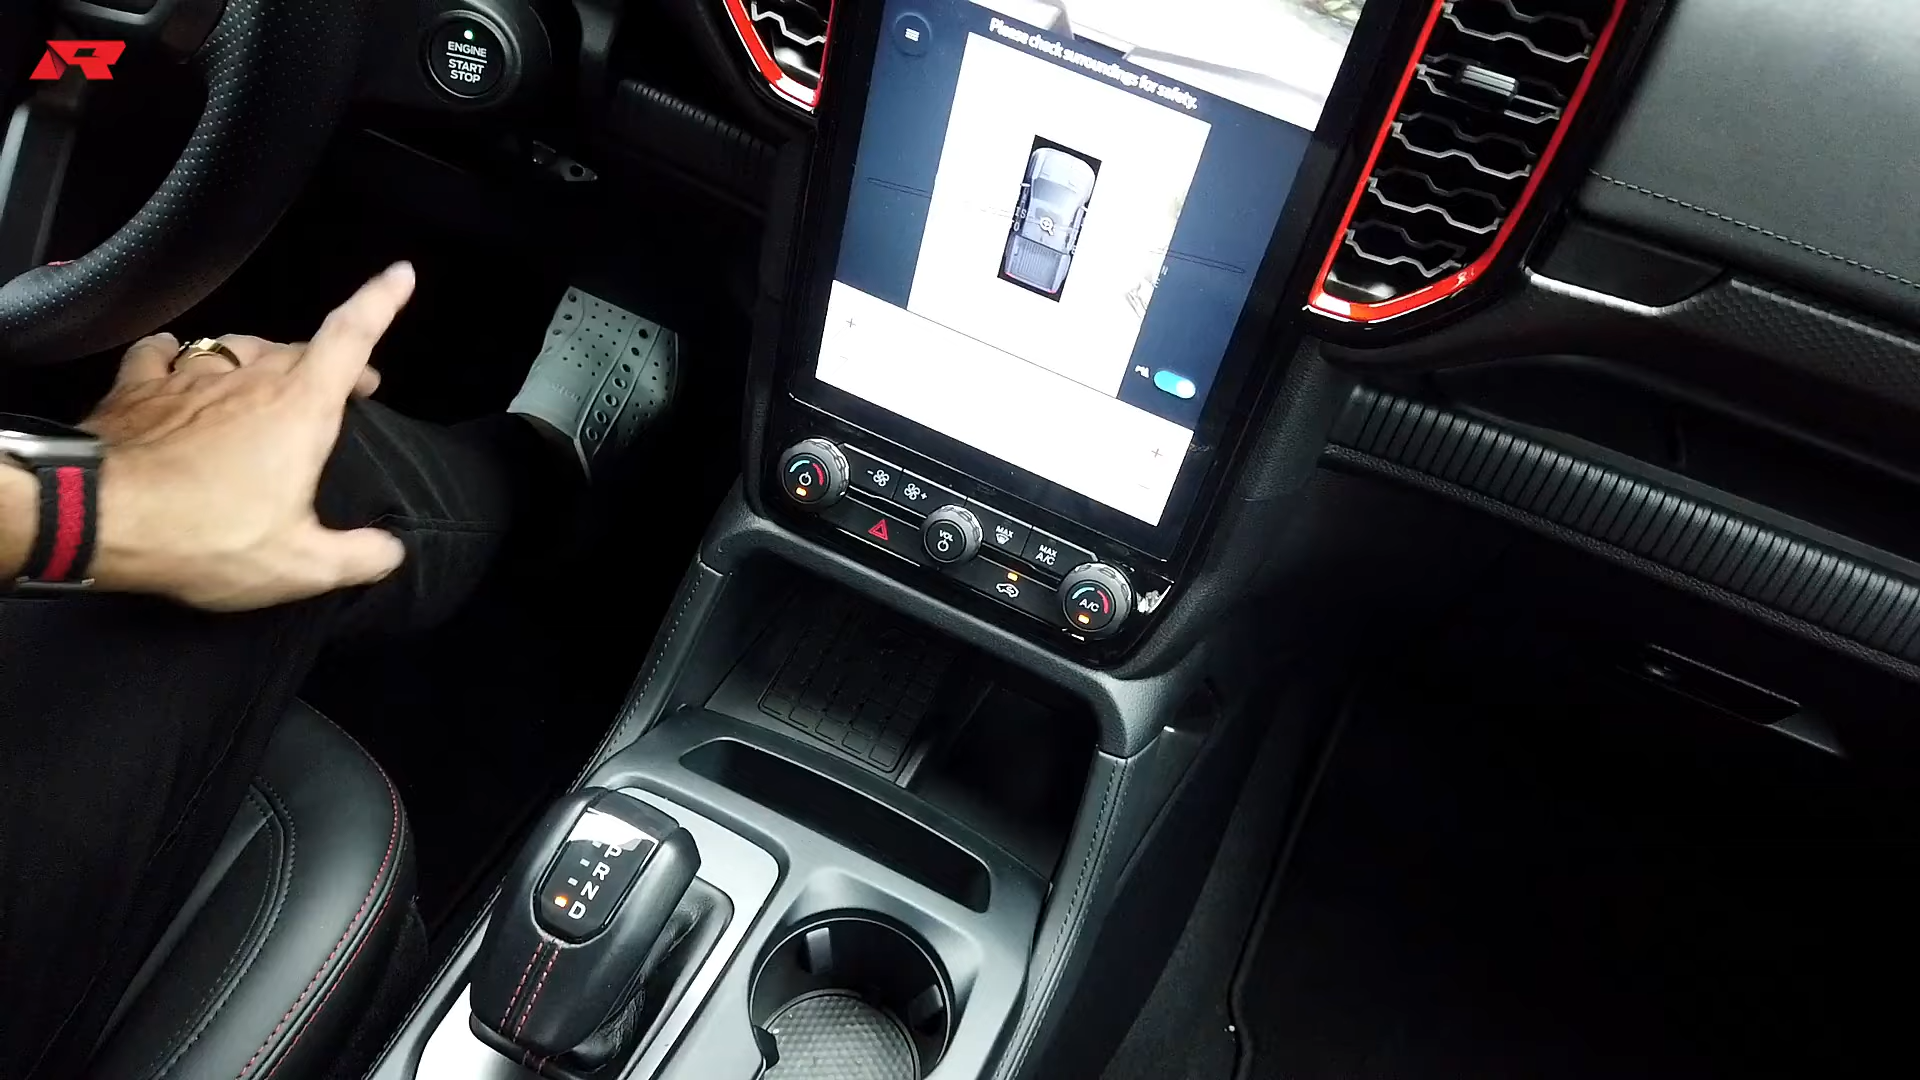 ENGINE
START
STOP
Please check surroundings for safety.
VOL
MAX
MAX
A/C
A/C
P
R
N
D